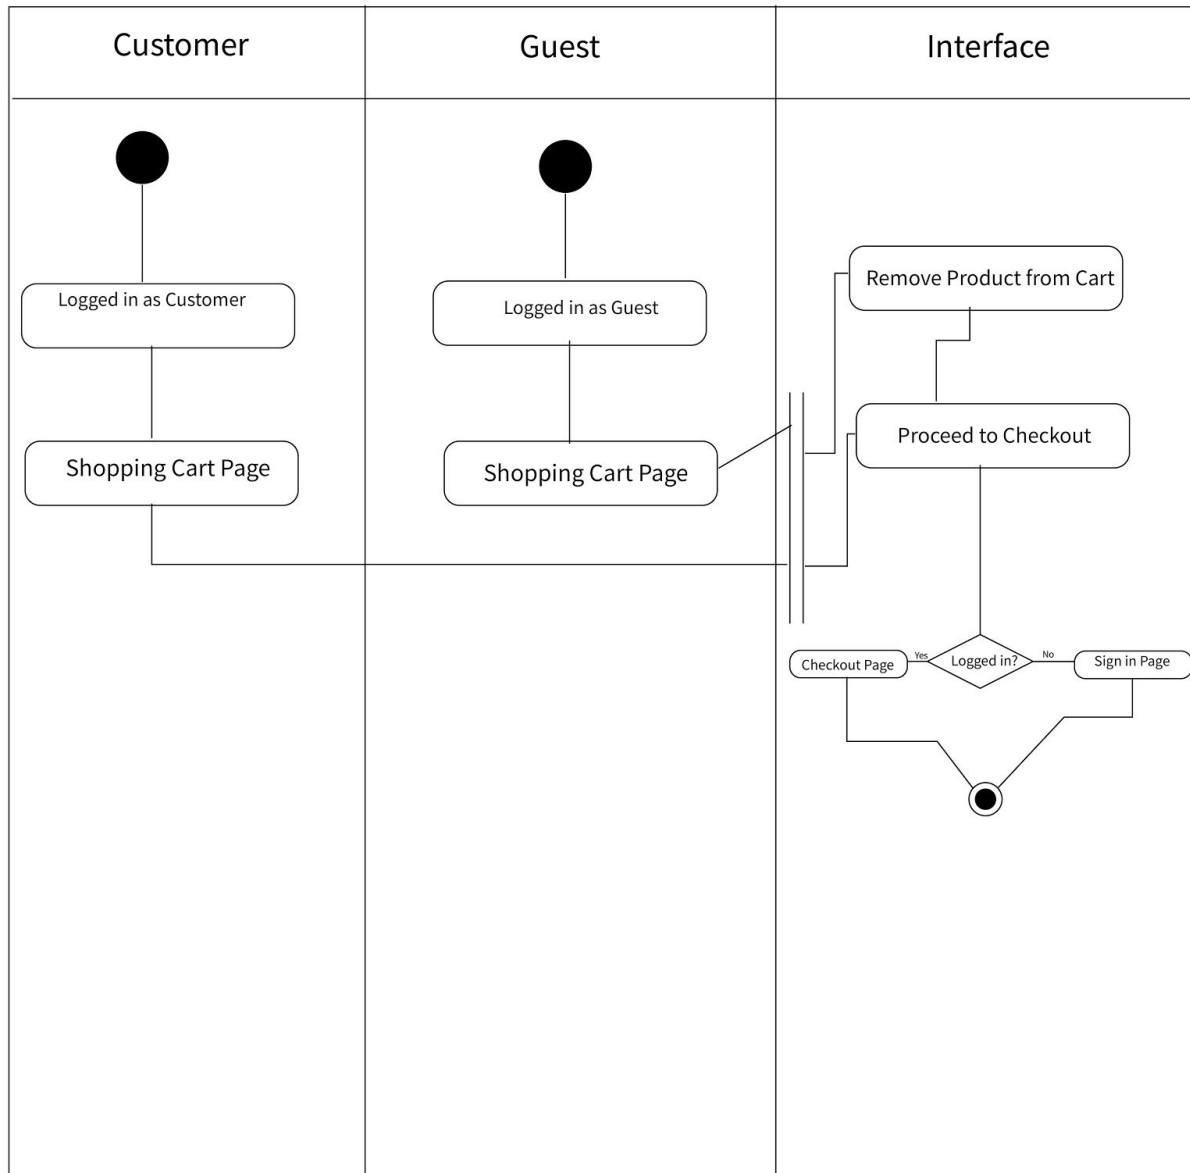 Customer
Guest
Interface
Logged in as Customer
Shopping Cart Page
Logged in as Guest
Shopping Cart Page
Remove Product from Cart
Proceed to Checkout
Logged in?
Yes
No
Checkout Page
Sign in Page